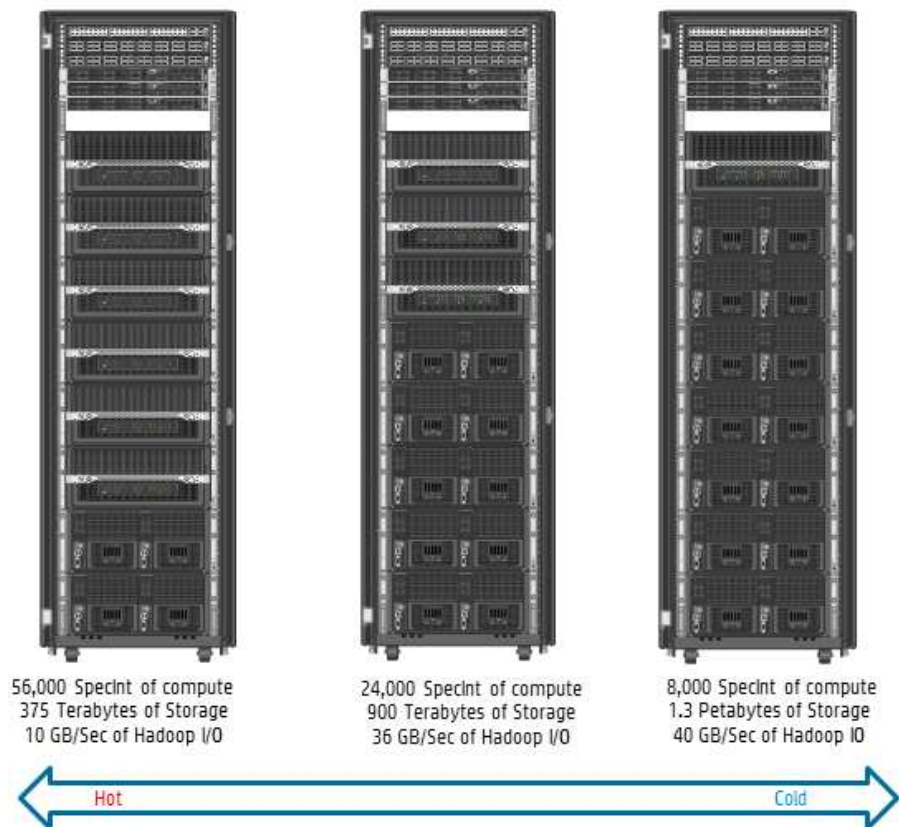 56,000 SpecInt of compute
375 Terabytes of Storage
10 GB/Sec of Hadoop I/O
24,000 SpecInt of compute
900 Terabytes of Storage
36 GB/Sec of Hadoop I/O
8,000 SpecInt of compute
1.3 Petabytes of Storage
40 GB/Sec of Hadoop IO
Hot
Cold